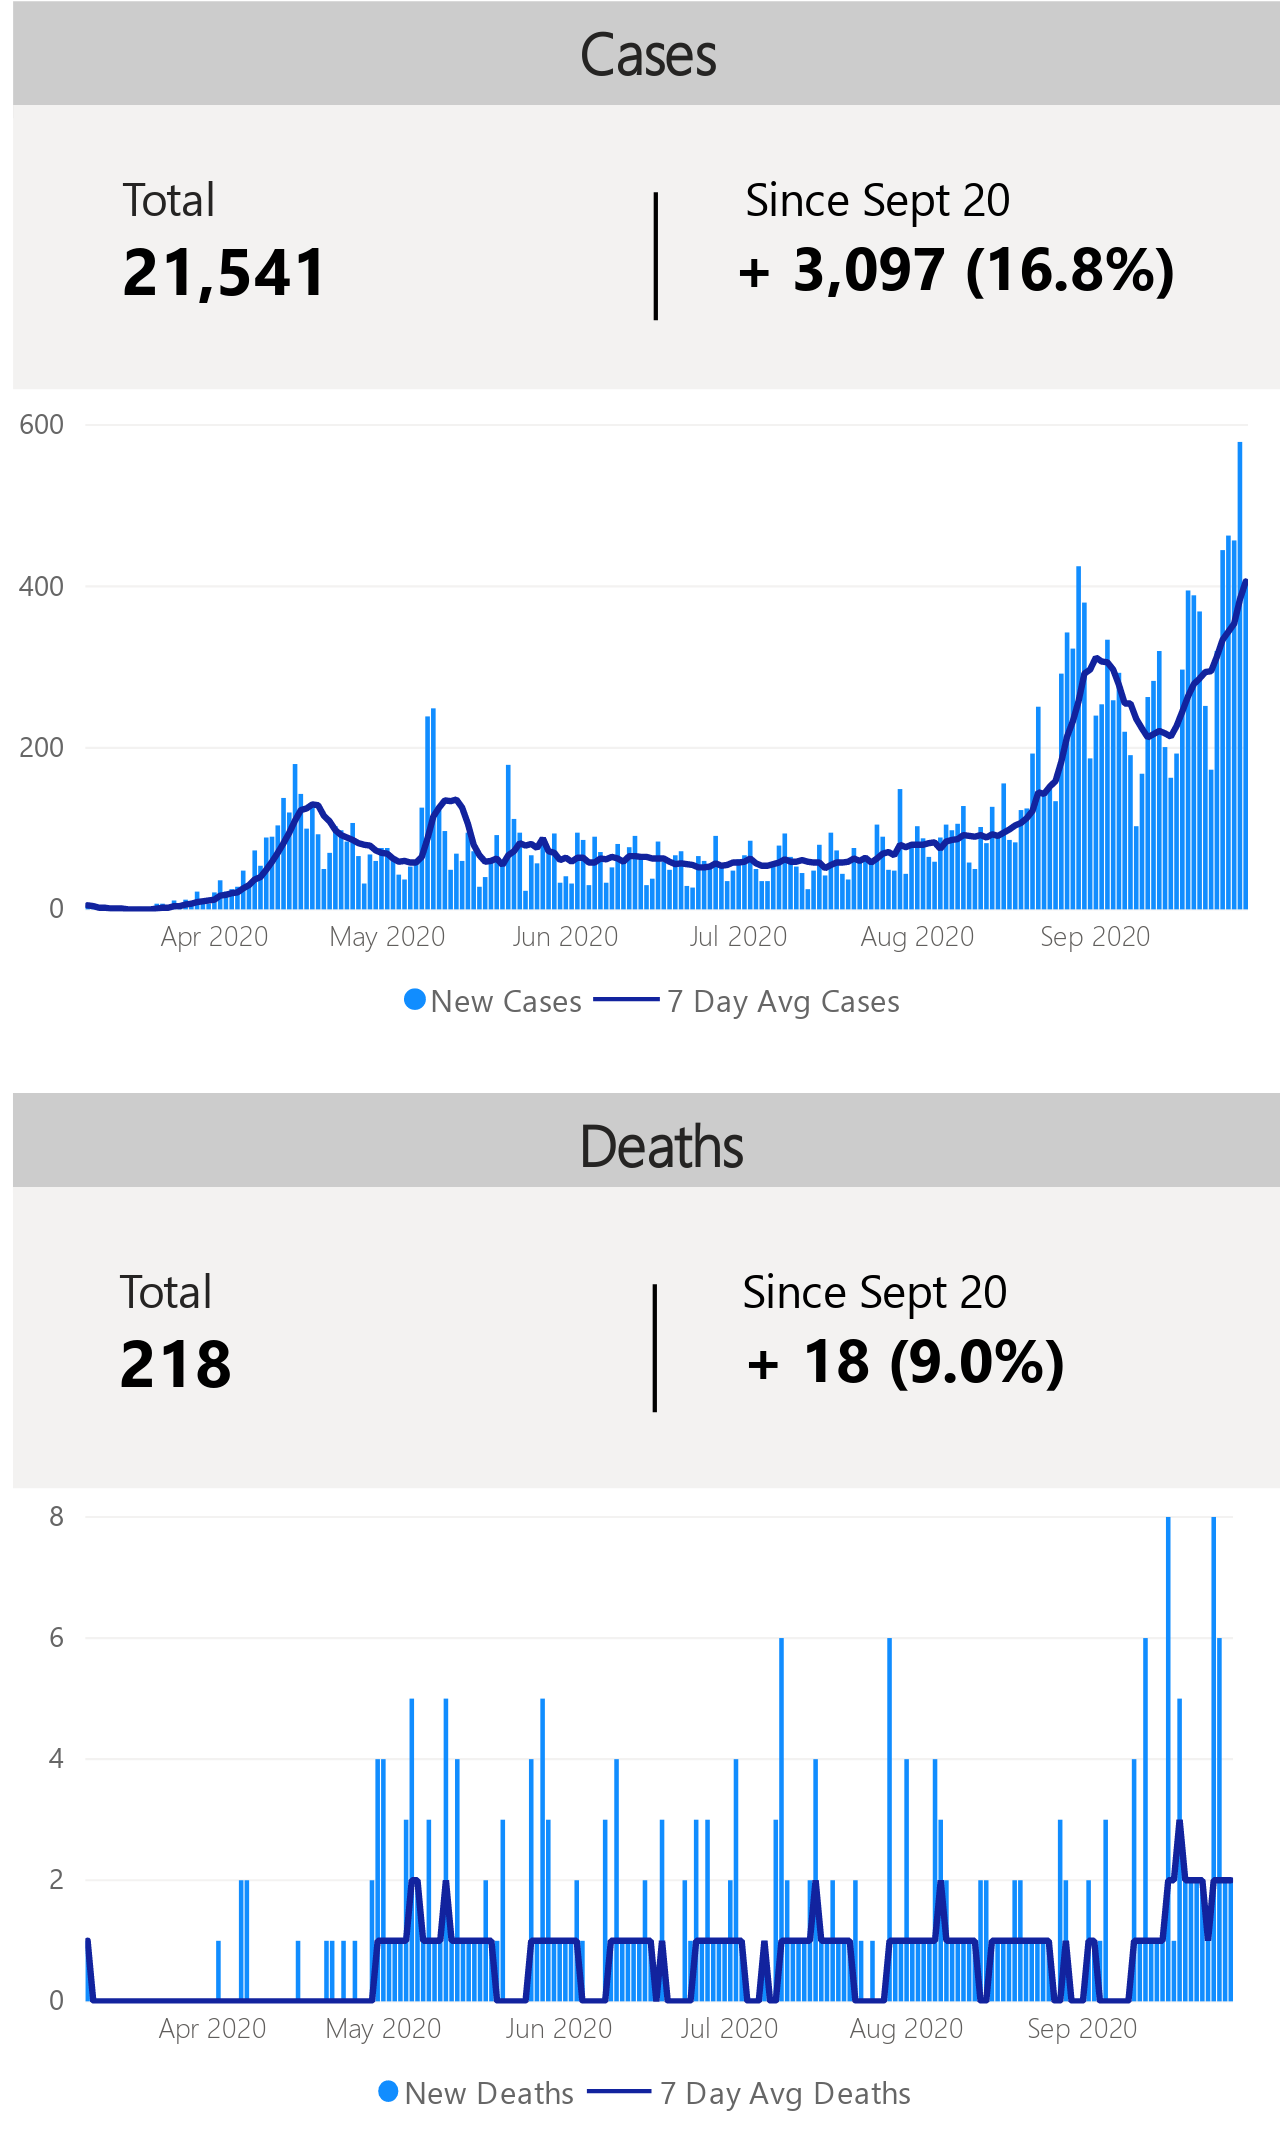 Cases
Total
Since Sept 20
21,541
+ 3,097 (16.8%)
600
400
200
0
Apr 2020
May 2020
Jun 2020
Jul 2020
Aug 2020
Sep 2020
New Cases
7 Day Avg Cases
Deaths
Total
Since Sept 20
218
+ 18 (9.0%)
8
6
4
2
0
Apr 2020
May 2020
Jun 2020
Jul 2020
Aug 2020
Sep 2020
New Deaths
7 Day Avg Deaths